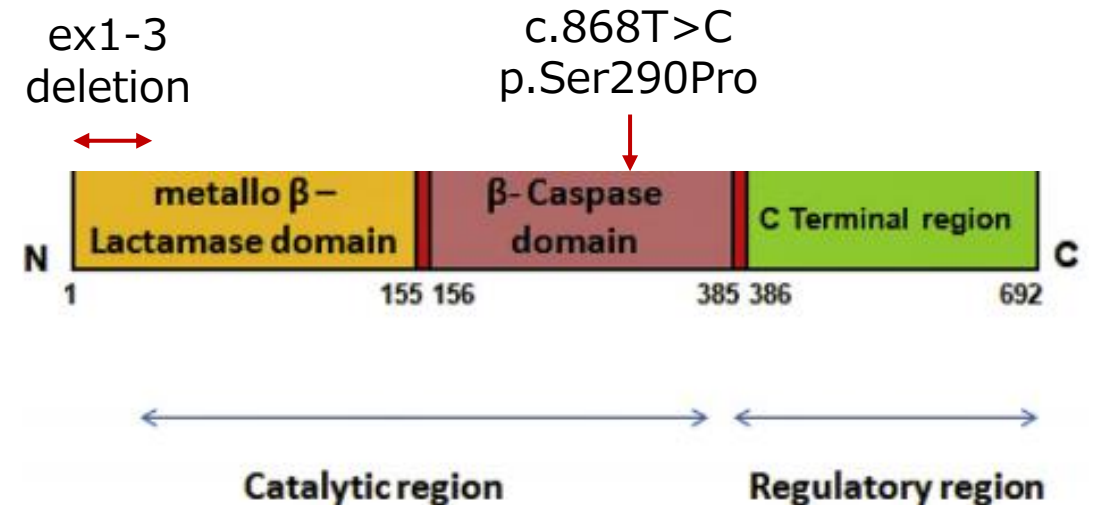 ex1-3
deletion
c.868T>C
p.Ser290Pro
metallo β–
Lactamase domain
β-Caspase
domain
C Terminal region
N
C
1
155 156
385 386
692
Catalytic region
Regulatory region